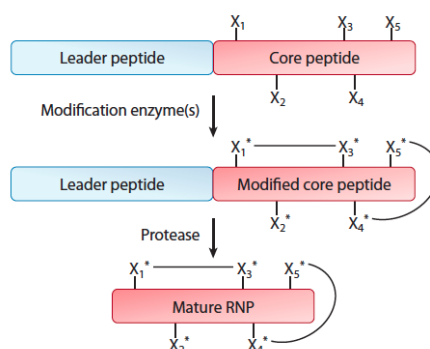 X1 X3 X5
Leader peptide Core peptide
X2 X4
Modification enzyme(s)
X1* X3* X5*
Leader peptide Modified core peptide
X2* X4*
Protease
X1* X3* X5*
Mature RNP
X2* X4*